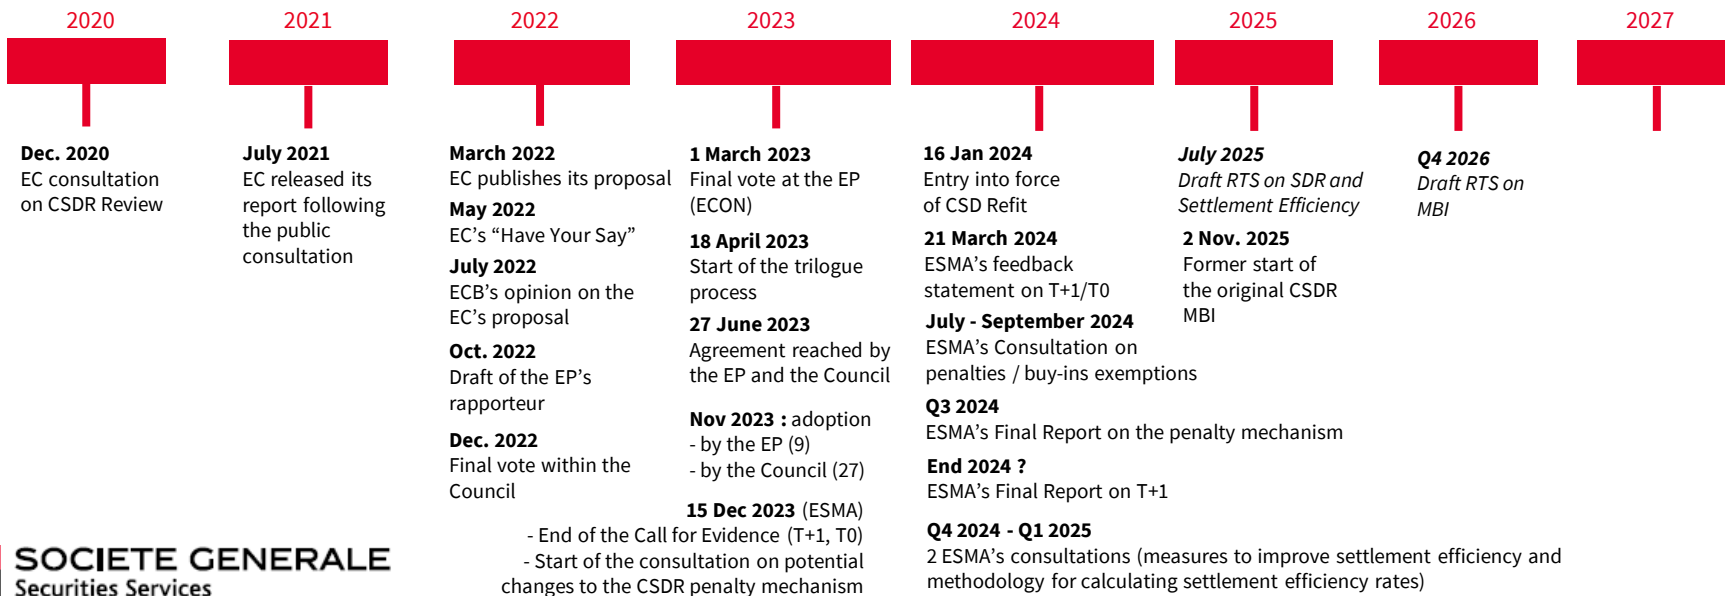 2020
2021
2022
2023
2024
2025
2026
2027
Dec. 2020
EC consultation
on CSDR Review
July 2021
EC released its
report following
the public
consultation
March 2022
EC publishes its proposal
May 2022
EC's “Have Your Say”
July 2022
ECB's opinion on the
EC's proposal
Oct. 2022
Draft of the EP's
rapporteur
Dec. 2022
Final vote within the
Council
1 March 2023
Final vote at the EP
(ECON)
18 April 2023
Start of the trilogue
process
27 June 2023
Agreement reached by
the EP and the Council
Nov 2023 : adoption
- by the EP (9)
- by the Council (27)
15 Dec 2023 (ESMA)
- End of the Call for Evidence (T+1, T0)
- Start of the consultation on potential
changes to the CSDR penalty mechanism
16 Jan 2024
Entry into force
of CSD Refit
21 March 2024
ESMA's feedback
statement on T+1/T0
July - September 2024
ESMA's Consultation on
penalties / buy-ins exemptions
Q3 2024
ESMA's Final Report on the penalty mechanism
End 2024 ?
ESMA's Final Report on T+1
Q4 2024 - Q1 2025
2 ESMA's consultations (measures to improve settlement efficiency and
methodology for calculating settlement efficiency rates)
July 2025
Draft RTS on SDR and
Settlement Efficiency
2 Nov. 2025
Former start of
the original CSDR
MBI
Q4 2026
Draft RTS on
MBI
SOCIETE GENERALE
Securities Services